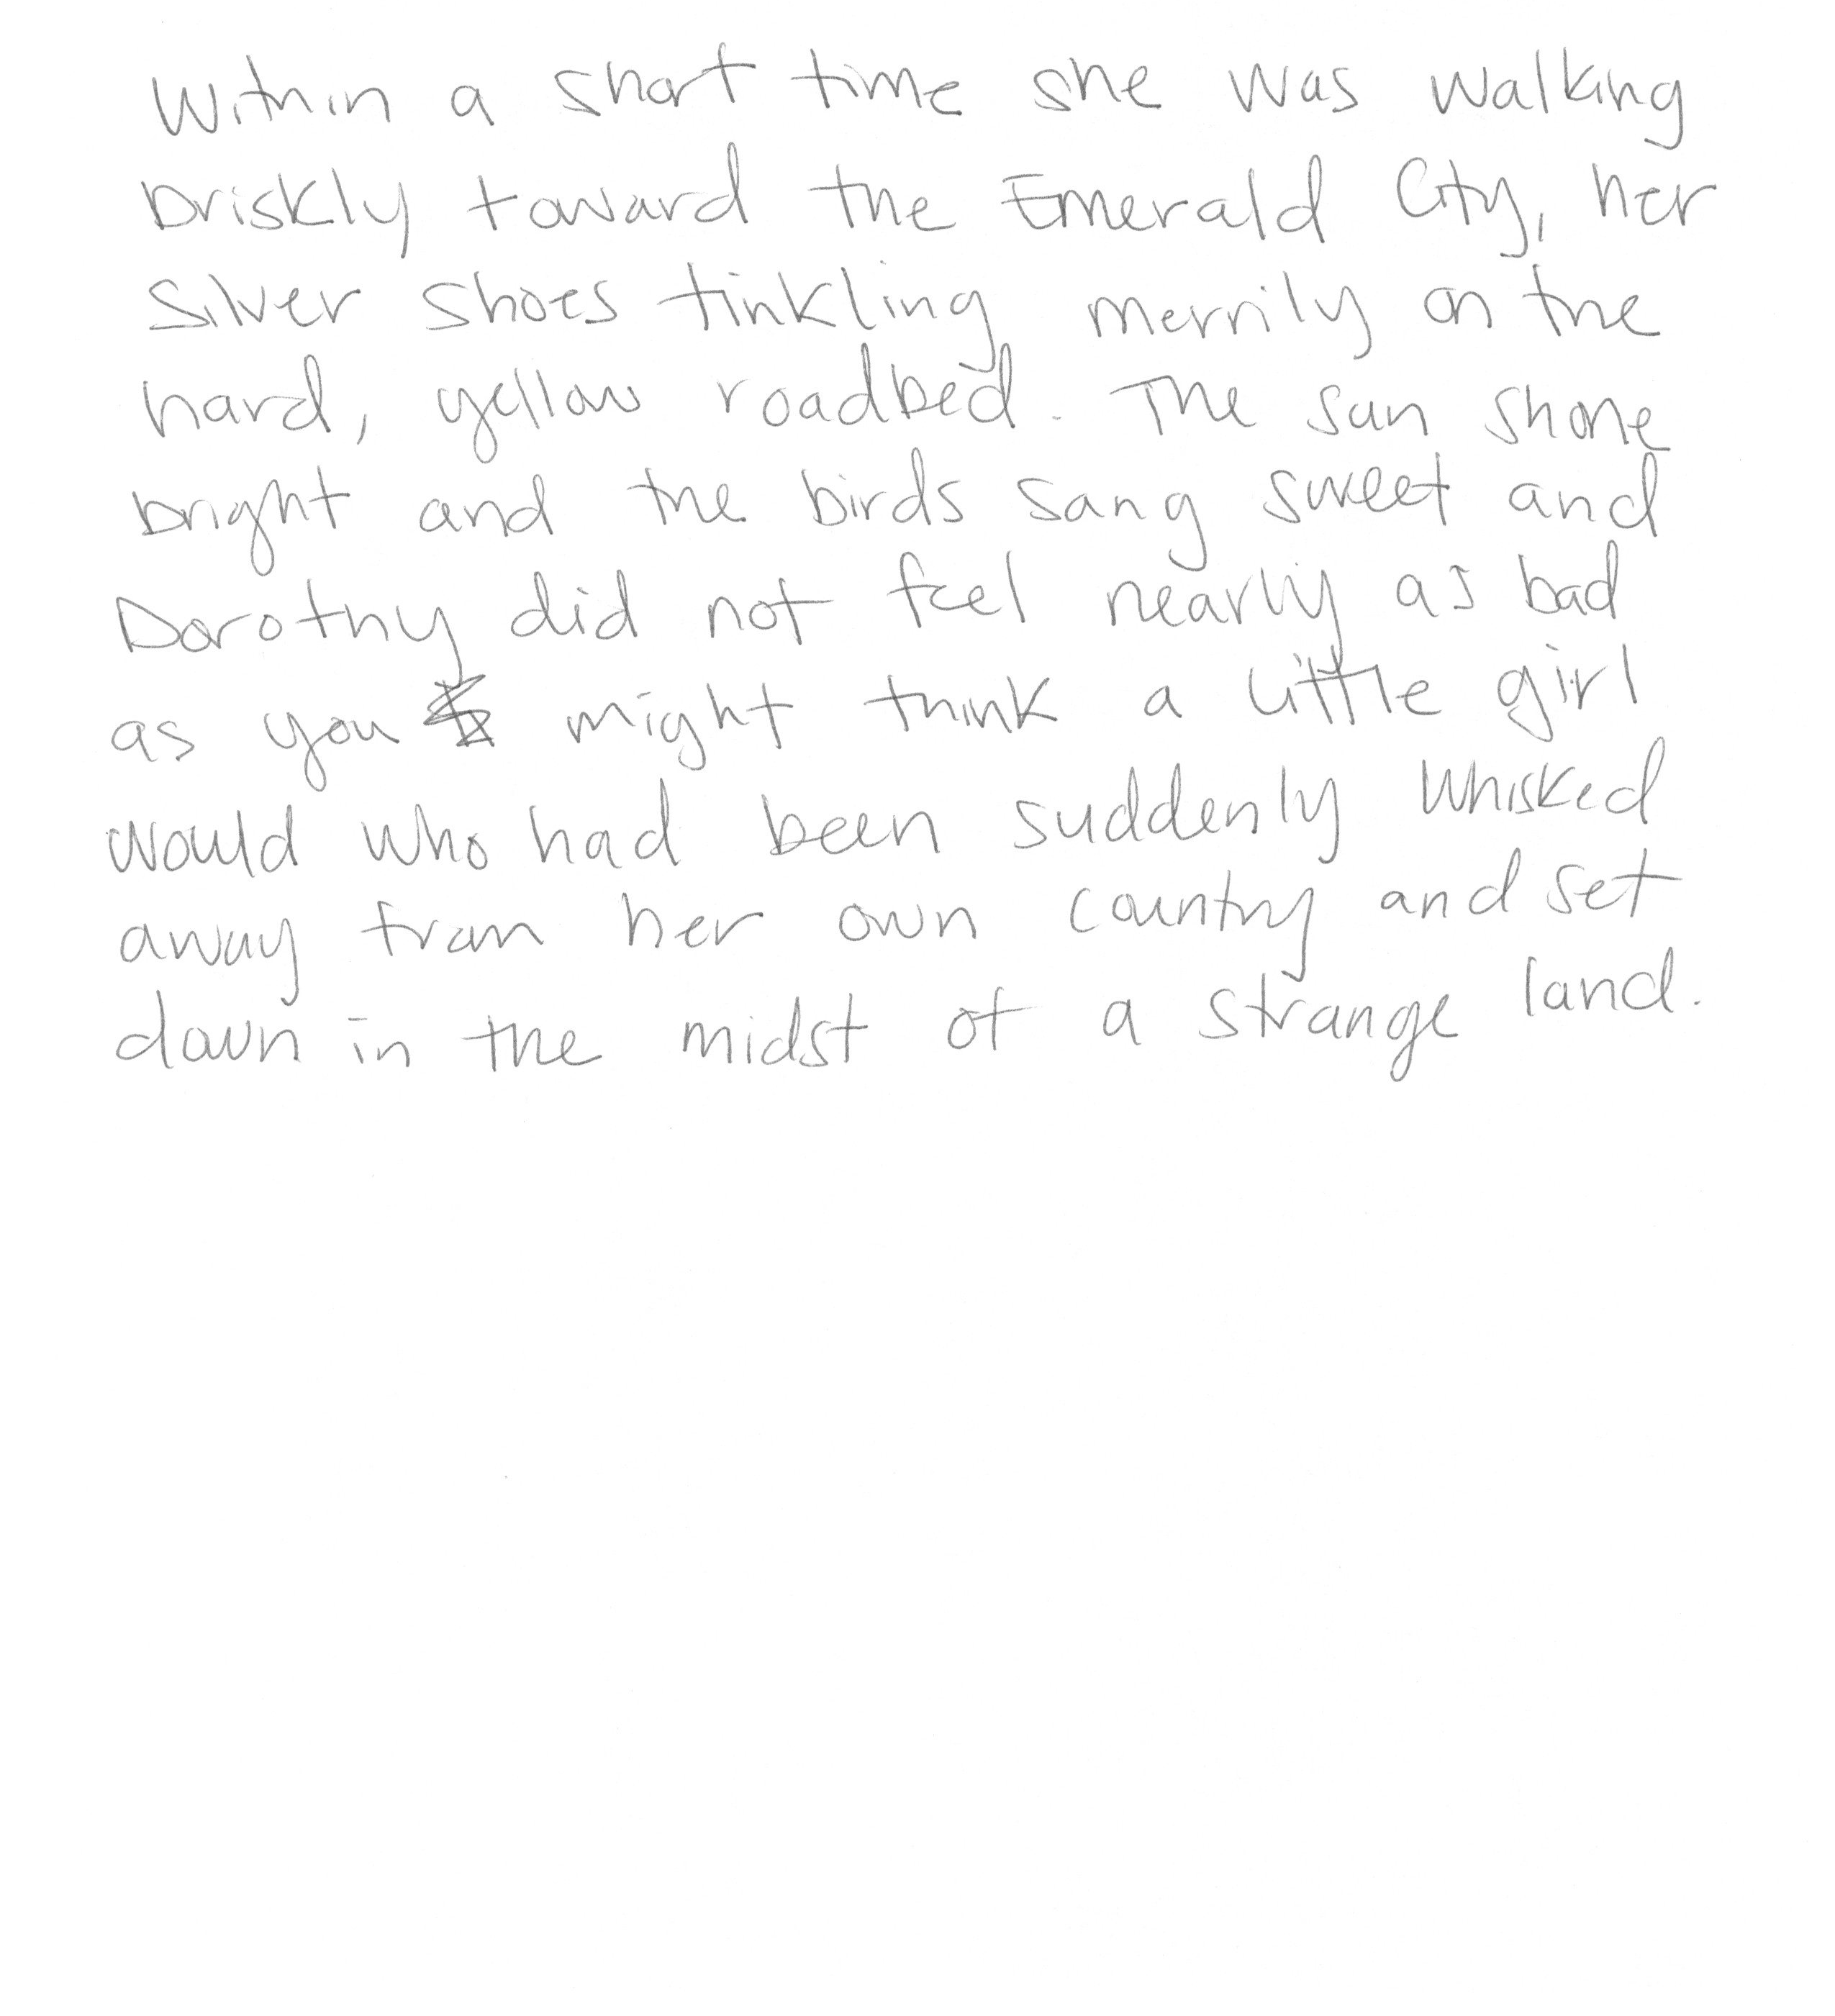 Within a short time she was walking
briskly toward the Emerald City, her
Silver Shoes tinkling merrily on the
hard, yellow roadbed. The sun shone
bright and the birds sang sweet and
Dorothy did not feel nearly as bad
as you might think a little girl
would who had been suddenly whisked
away from her own country and set
down in the midst of a strange land.